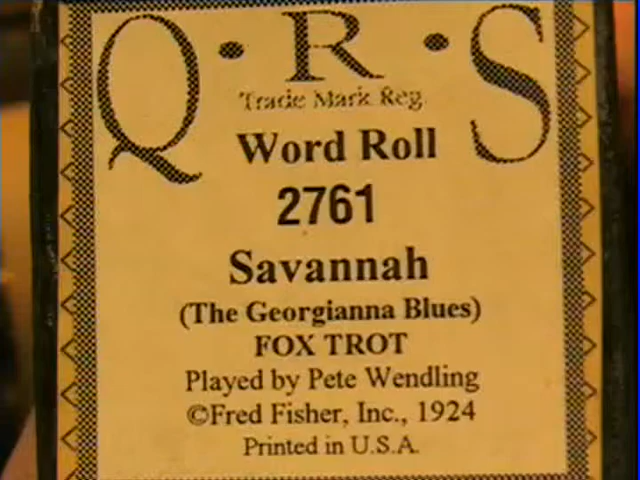 Q·R·S
Trade Mark Reg.
Word Roll
2761
Savannah
(The Georgianna Blues)
FOX TROT
Played by Pete Wendling
©Fred Fisher, Inc., 1924
Printed in U.S.A.